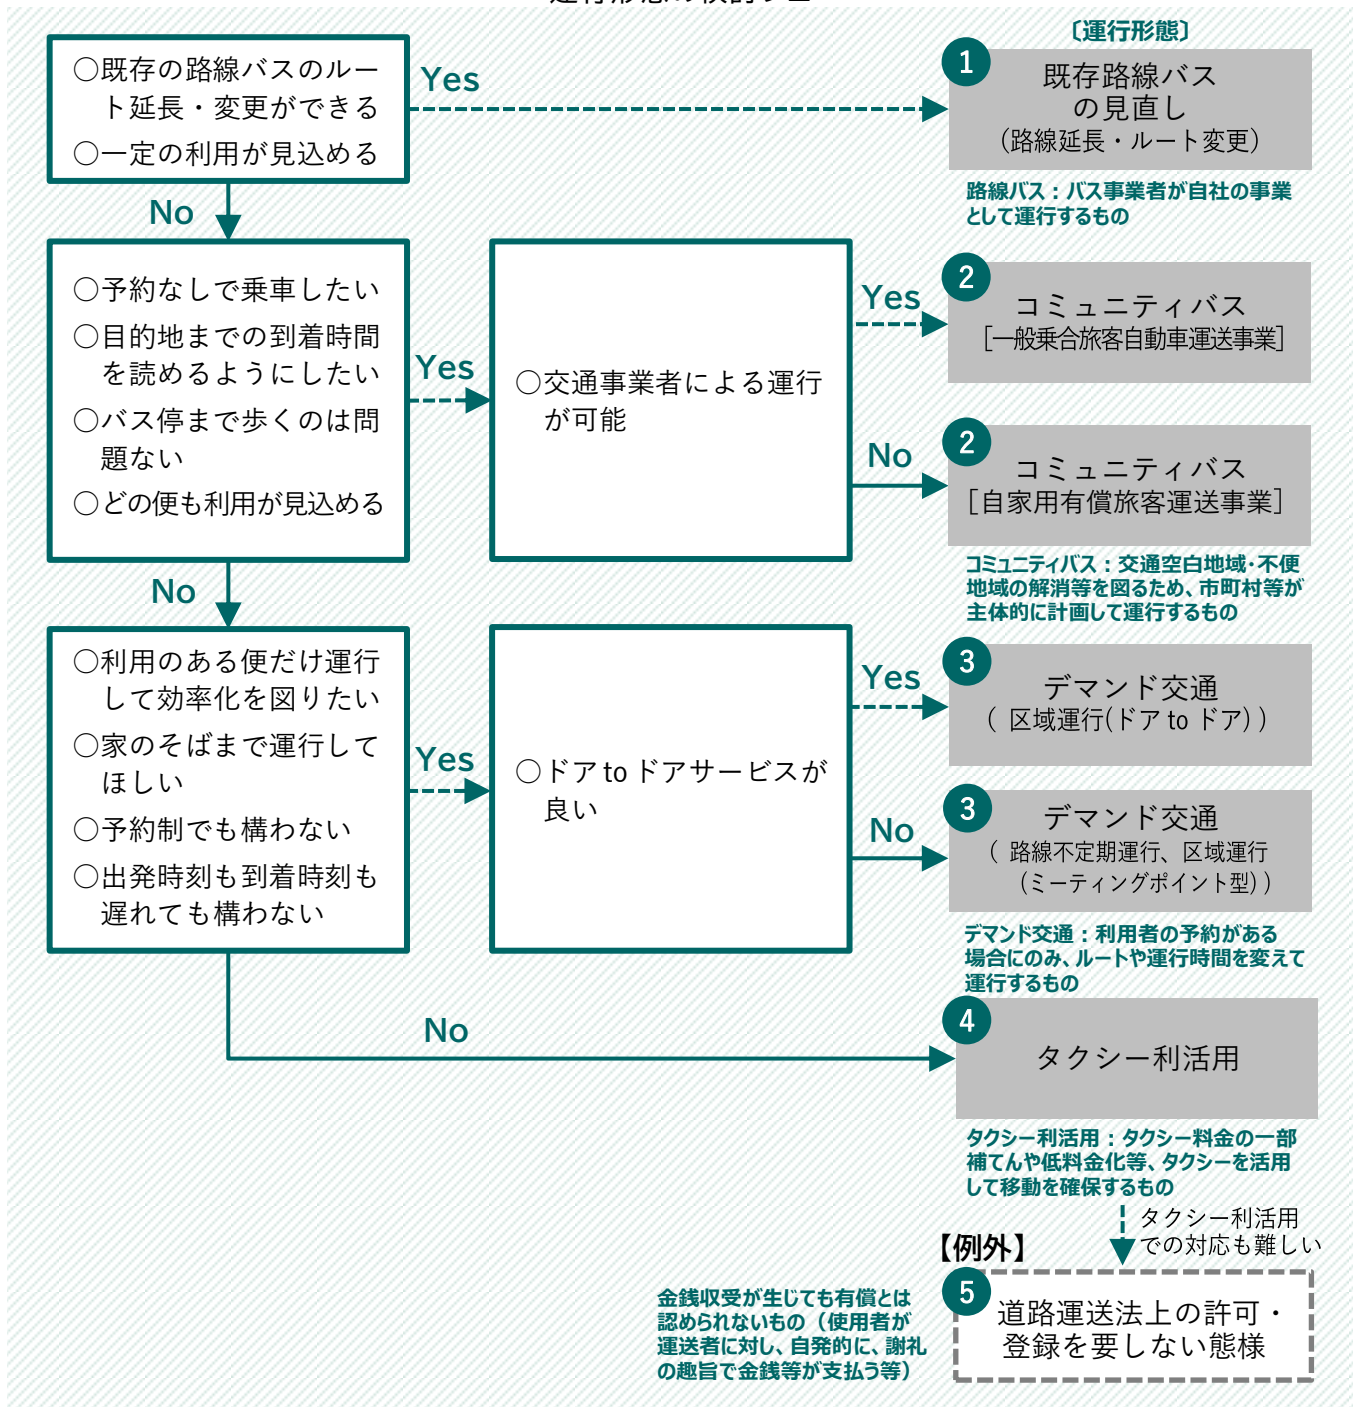 〔運行形態〕
○既存の路線バスのルー
ト延長・変更ができる
○一定の利用が見込める
Yes
1
既存路線バス
の見直し
（路線延長・ルート変更）
路線バス：バス事業者が自社の事業
として運行するもの
No
○予約なしで乗車したい
○目的地までの到着時間
を読めるようにしたい
○バス停まで歩くのは問
題ない
○どの便も利用が見込める
Yes
○交通事業者による運行
が可能
Yes
2
コミュニティバス
［一般乗合旅客自動車運送事業］
No
2
コミュニティバス
［自家用有償旅客運送事業］
コミュニティバス：交通空白地域・不便
地域の解消等を図るため、市町村等が
主体的に計画して運行するもの
No
○利用のある便だけ運行
して効率化を図りたい
○家のそばまで運行して
ほしい
○予約制でも構わない
○出発時刻も到着時刻も
遅れても構わない
Yes
○ドア to ドアサービスが
良い
Yes
3
デマンド交通
（ 区域運行(ドア to ドア) ）
No
3
デマンド交通
（ 路線不定期運行、区域運行
（ミーティングポイント型) ）
デマンド交通：利用者の予約がある
場合にのみ、ルートや運行時間を変えて
運行するもの
No
4
タクシー利活用
タクシー利活用：タクシー料金の一部
補てんや低料金化等、タクシーを活用
して移動を確保するもの
タクシー利活用
での対応も難しい
【例外】
5
道路運送法上の許可・
登録を要しない態様
金銭収受が生じても有償とは
認められないもの（使用者が
運送者に対し、自発的に、謝礼
の趣旨で金銭等が支払う等）